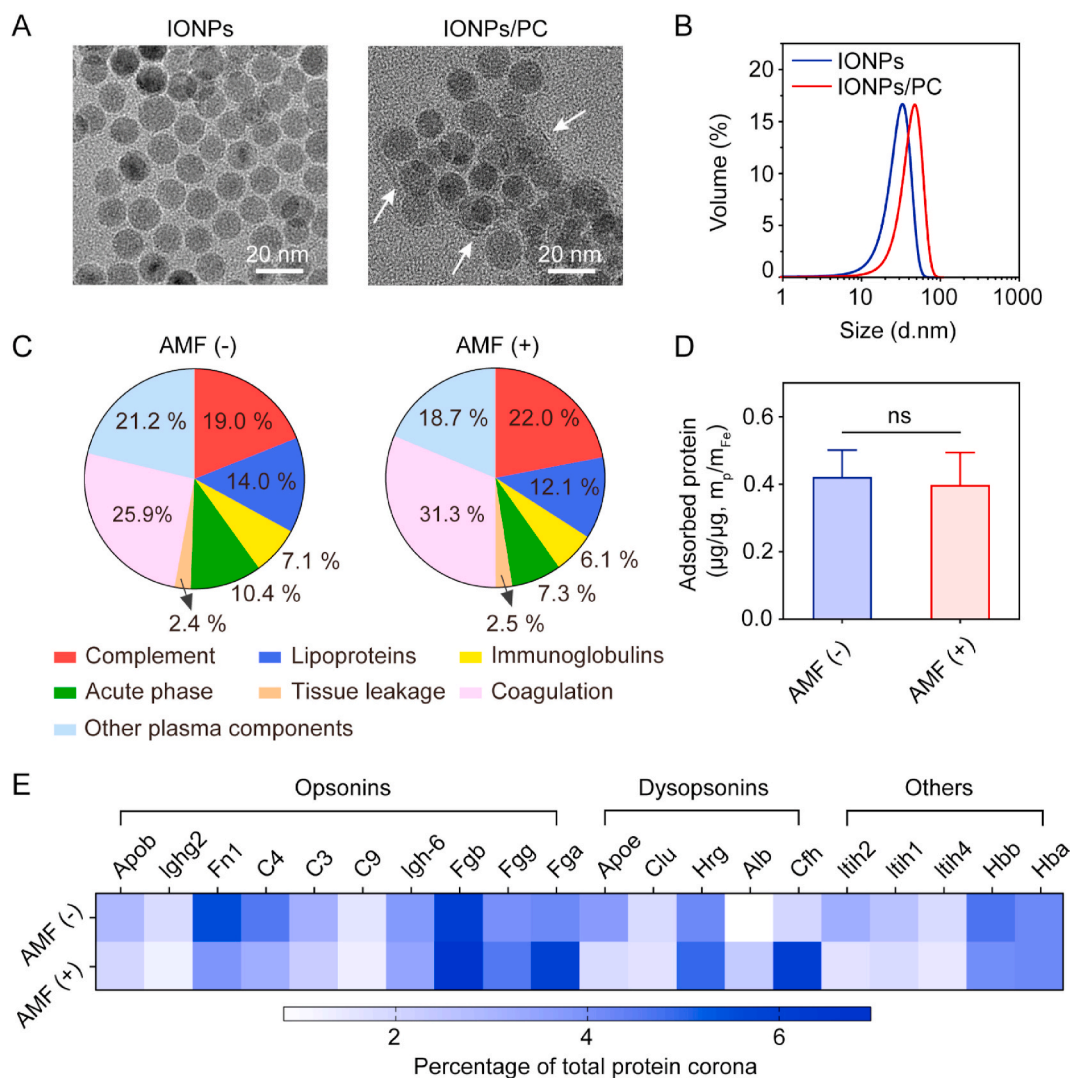 A
IONPs
IONPs/PC
20 nm
20 nm
B
IONPs
IONPs/PC
Volume (%)
20
15
10
5
0
1
10
100
1000
Size (d.nm)
C
AMF (-)
AMF (+)
21.2 %
19.0 %
14.0 %
25.9%
7.1 %
10.4 %
2.4 %
18.7 %
22.0 %
12.1 %
31.3 %
6.1 %
7.3 %
2.5 %
Complement
Lipoproteins
Immunoglobulins
Acute phase
Tissue leakage
Coagulation
Other plasma components
D
Adsorbed protein
(μg/μg, mp/mFe)
0.6
0.4
0.2
0.0
ns
AMF (-)
AMF (+)
E
Opsonins
Dysopsonins
Others
Apob
Ighg2
Fn1
C4
C3
C9
Igh-6
Fgb
Fgg
Fga
Apoe
Clu
Hrg
Alb
Cfh
Itih2
Itih1
Itih4
Hbb
Hba
AMF (-)
AMF (+)
2
4
6
Percentage of total protein corona